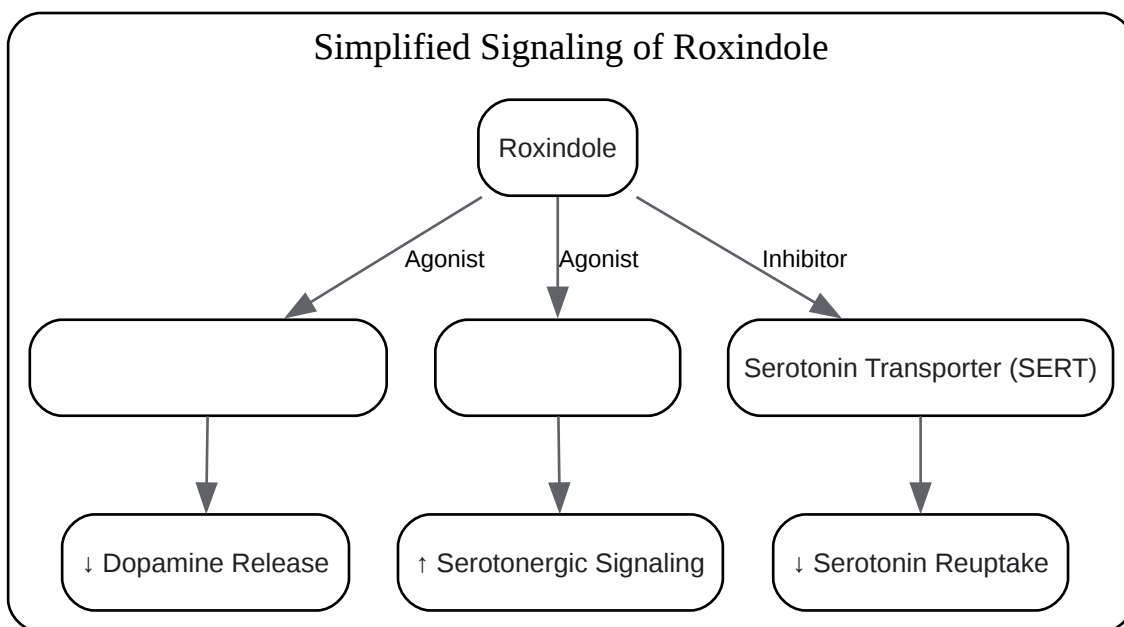 Simplified Signaling of Roxindole
Roxindole
Agonist
Agonist
Inhibitor
Serotonin Transporter (SERT)
↓ Dopamine Release
↑ Serotonergic Signaling
↓ Serotonin Reuptake